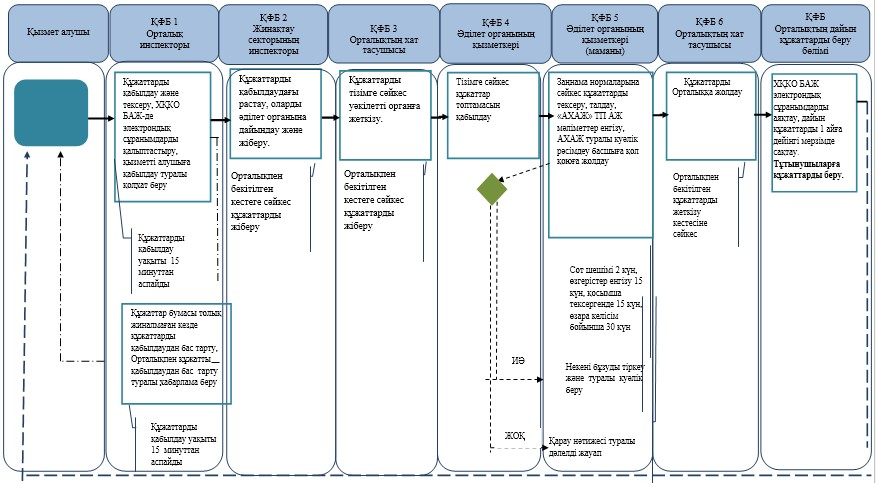 Қызмет алушы
ҚФБ 1
Орталық
инспекторы
ҚФБ 2
Жинақтау
секторының
инспекторы
ҚФБ 3
Орталықтың хат
тасушысы
ҚФБ 4
Әділет органының
қызметкері
ҚФБ 5
Әділет органының
қызметкері
(маманы)
ҚФБ 6
Орталықтың хат
тасушысы
ҚФБ
Орталықтың дайын
құжаттарды беру
бөлімі
Құжаттарды
қабылдау және
тексеру, ХҚКО
БАЖ-де
электрондық
сұранымдарды
қалыптастыру,
қызметті алушыға
қабылдау туралы
қолхат беру
Құжаттарды
қабылдау
уақыты 15
минуттан
аспайды
Құжаттар бумасы толық
жиналмаған кезде
құжаттарды
қабылдаудан бас тарту,
Орталықпен құжатты
қабылдаудан бас тарту
туралы қабарлама беру
Құжаттарды
қабылдау уақыты
15 минуттан
аспайды
Құжаттарды
қабылдаудағы
растау, оларды
әділет органына
дайындау және
жіберу.
Орталықпен
бекітілген
кестеге сәйкес
құжаттарды
жіберу
Құжаттарды
тізімге сәйкес
уәкілетті органға
жеткізу.
Орталықпен
бекітілген
кестеге сәйкес
құжаттарды
жіберу
Тізімге сәйкес
құжаттар
топтамасын
қабылдау
ИӘ
ЖОҚ
Заңнама нормаларына
сәйкес құжаттарды
тексеру, талдау,
«АХАЖ» ТП АЖ
мәліметтер енгізу,
АХАЖ туралы куәлік
рәсімдеу басшыға қол
қоюға жолдау
Сот шешімі 2 күн,
өзгерістер енгізу 15
күн, қосымша
тексергенде 15 күн,
өзара келісім
бойынша 30 күн
Некені бұзуды тіркеу
және туралы куәлік
беру
Қарау нәтижесі туралы
дәлелді жауап
Құжаттарды
Орталыққа жолдау
Орталықпен
бекітілген
құжаттарды
жеткізу
кестесіне
сәйкес
ХҚКО БАЖ
электрондық
сұранымдарды
аяқтау, дайын
құжаттарды 1 айға
дейінгі мерзімде
сақтау.
Тұтынушыларға
құжаттарды беру.